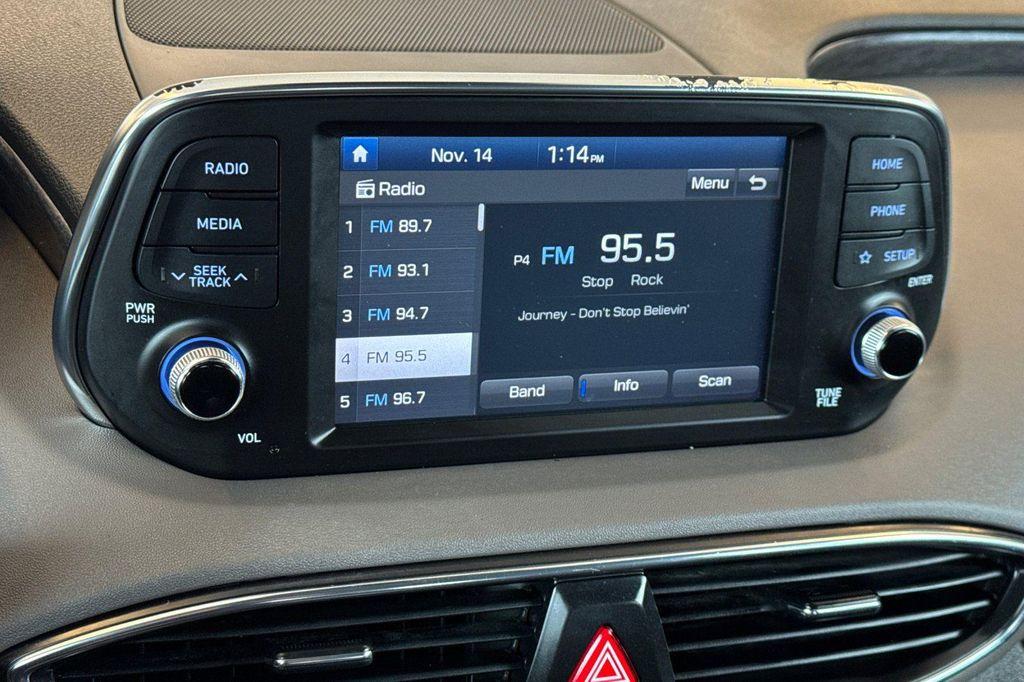 Nov. 14 1:14 PM
Radio Menu
1 FM 89.7
2 FM 93.1
3 FM 94.7
4 FM 95.5
5 FM 96.7
P4 FM 95.5
Stop Rock
Journey - Don't Stop Believin'
Band Info Scan
RADIO
MEDIA
SEEK
TRACK
PWR
PUSH
VOL
HOME
PHONE
SETUP
ENTER
TUNE
FILE